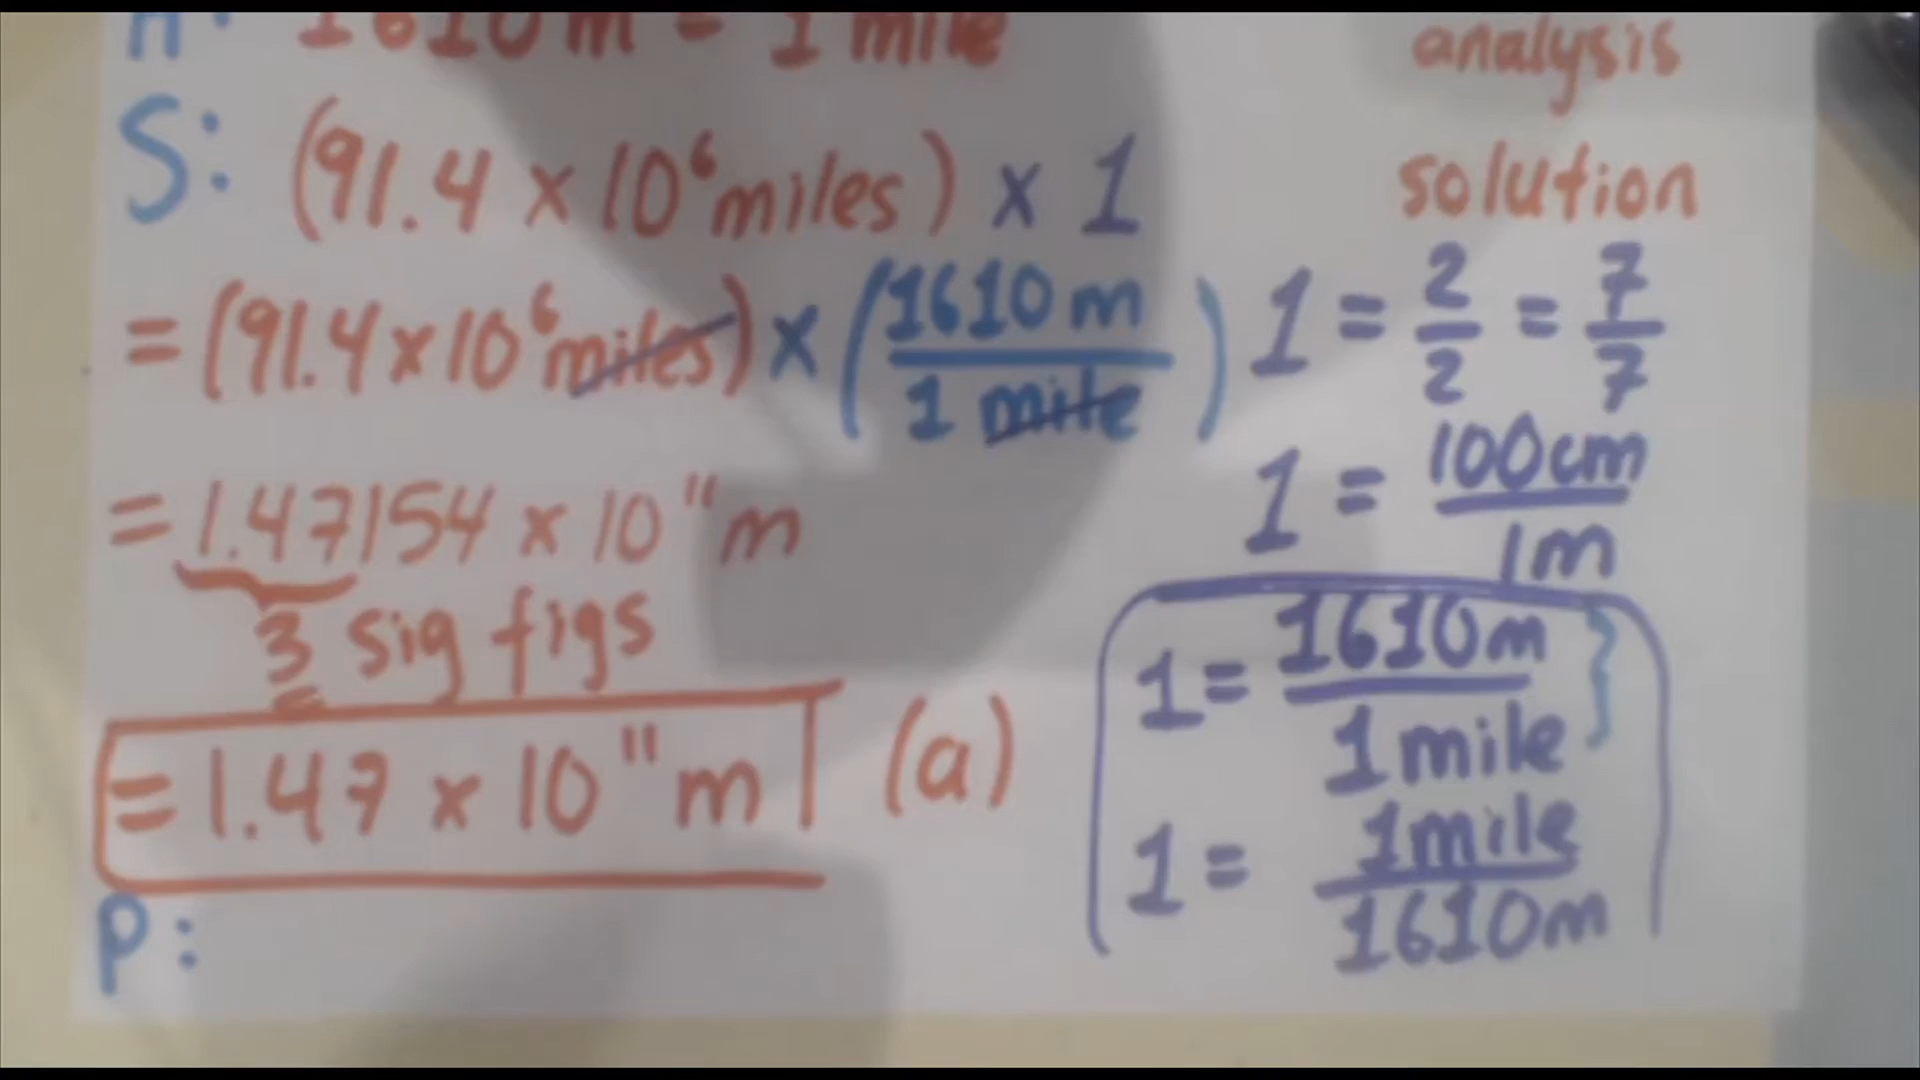 A: 1610 m = 1 mile
S: (91.4 × 10⁶ miles) × 1
= (91.4 × 10⁶ miles) × (1610 m / 1 mile)
= 1.47154 × 10¹¹ m
3 sig figs
= 1.47 × 10¹¹ m (a)
P:
analysis
solution
1 = 2/2 = 7/7
1 = 100cm / 1m
1 = 1610m / 1mile
1 = 1mile / 1610m